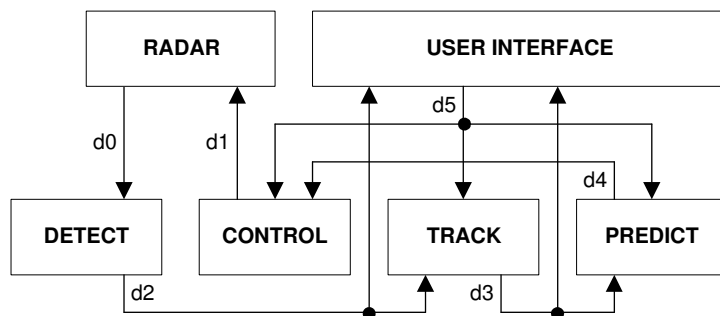 RADAR
USER INTERFACE
d5
d0
d1
d4
DETECT
CONTROL
TRACK
PREDICT
d2
d3